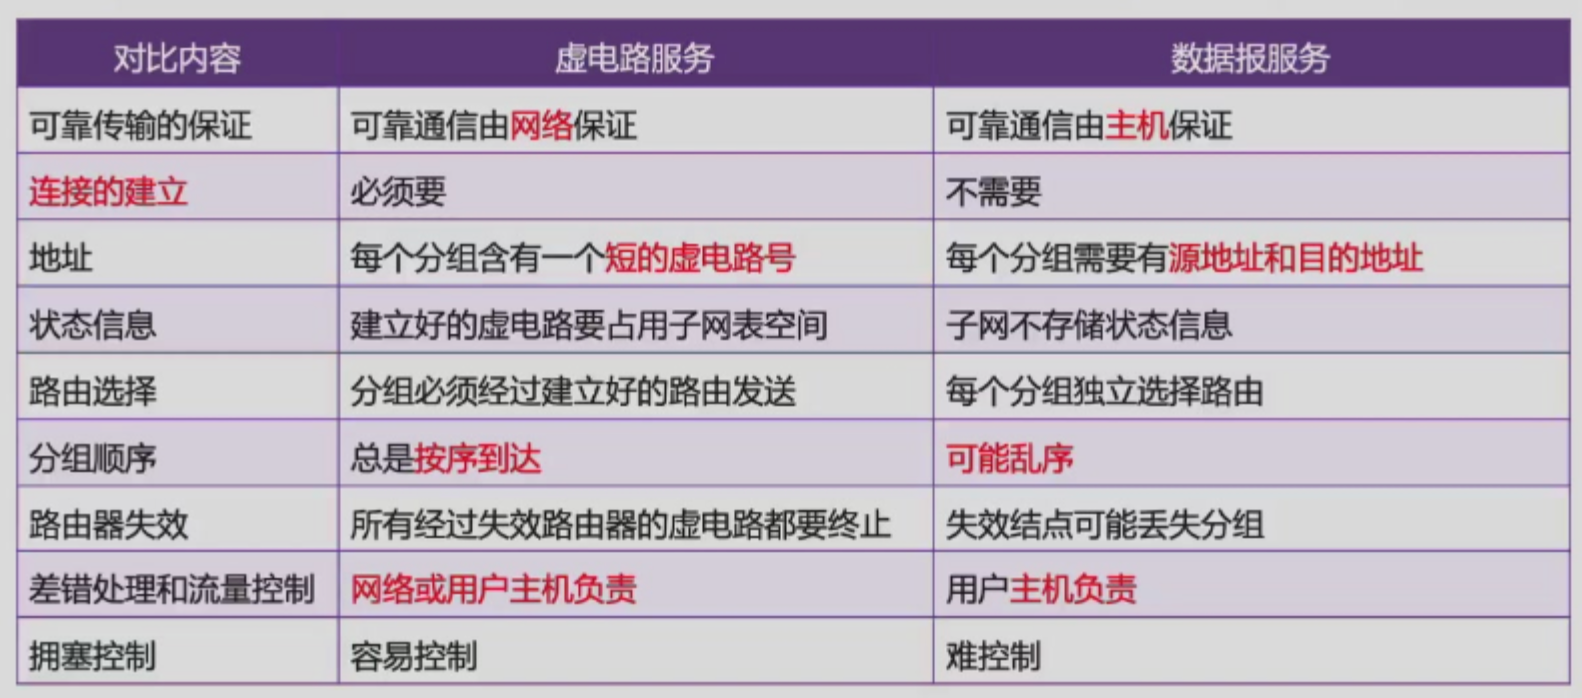 对比内容 虚电路服务 数据报服务
可靠传输的保证 可靠通信由网络保证 可靠通信由主机保证
连接的建立 必须要 不需要
地址 每个分组含有一个短的虚电路号 每个分组需要有源地址和目的地址
状态信息 建立好的虚电路要占用子网表空间 子网不存储状态信息
路由选择 分组必须经过建立好的路由发送 每个分组独立选择路由
分组顺序 总是按序到达 可能乱序
路由器失效 所有经过失效路由器的虚电路都要终止 失效结点可能丢失分组
差错处理和流量控制 网络或用户主机负责 用户主机负责
拥塞控制 容易控制 难控制